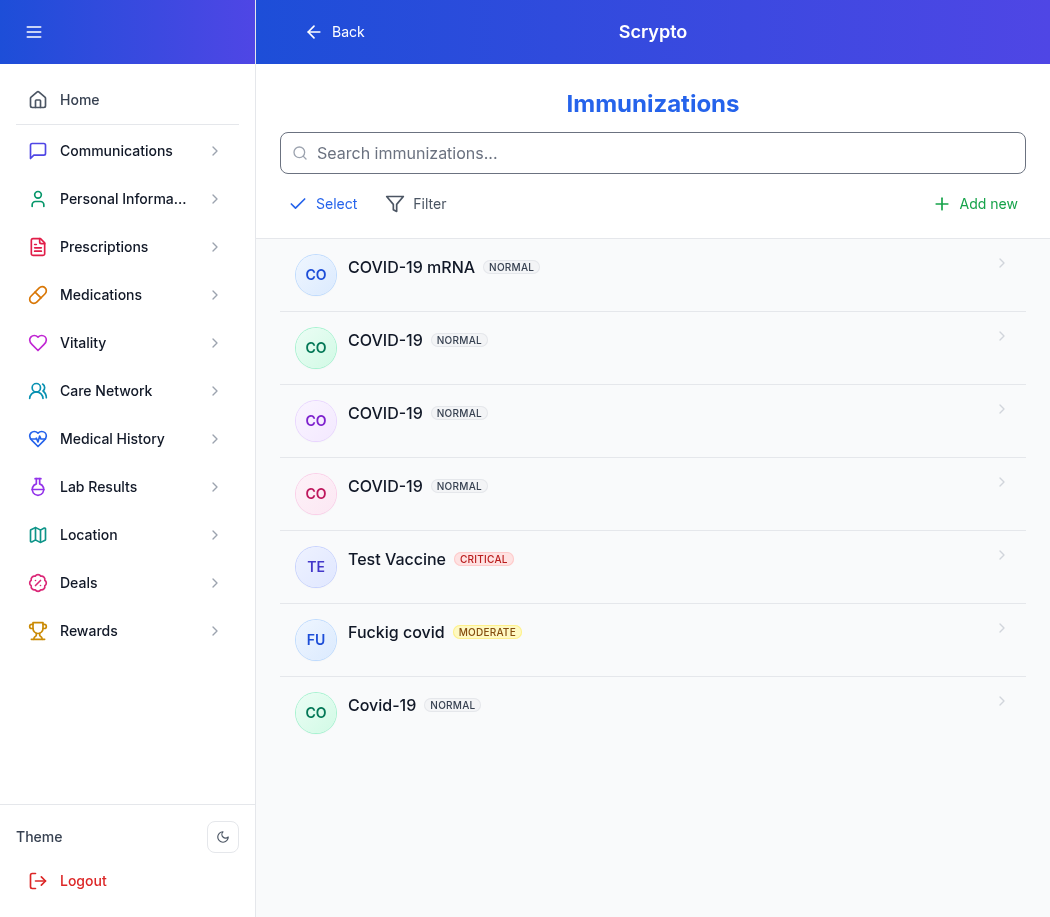 Back
Scrypto
Home
Communications
Personal Informa...
Prescriptions
Medications
Vitality
Care Network
Medical History
Lab Results
Location
Deals
Rewards
Theme
Logout
Immunizations
Search immunizations...
Select
Filter
Add new
CO
COVID-19 mRNA NORMAL
CO
COVID-19 NORMAL
CO
COVID-19 NORMAL
CO
COVID-19 NORMAL
TE
Test Vaccine CRITICAL
FU
Fuckig covid MODERATE
CO
Covid-19 NORMAL